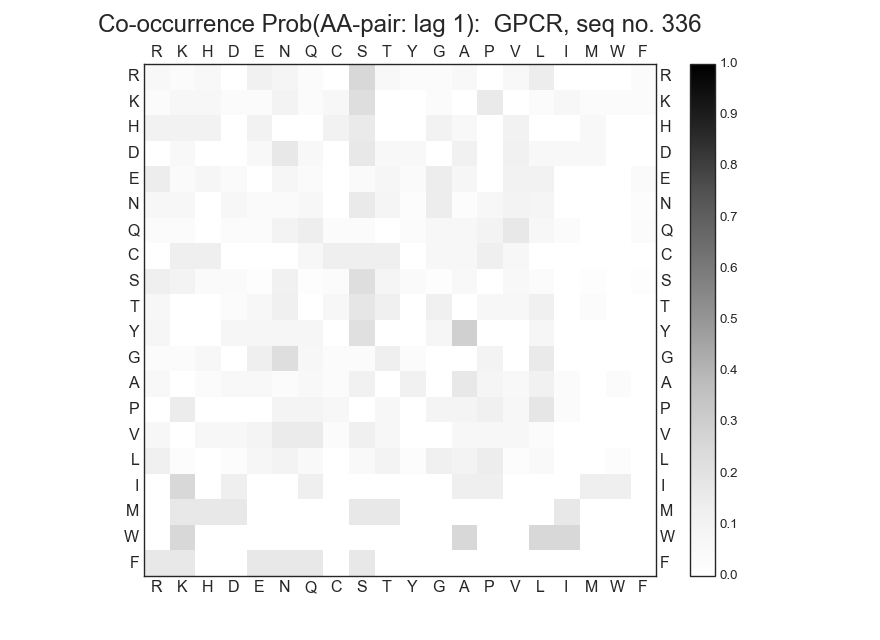 Co-occurrence Prob(AA-pair: lag 1):  GPCR, seq no. 336
R K H D E N Q C S T Y G A P V L I M W F
1.0
R R
0.9
K K
H H
0.8
D D
E E
0.7
N N
Q Q
0.6
C C
S S
0.5
T T
Y Y
0.4
G G
A A
0.3
P P
V V
0.2
L L
I I
0.1
M M
W W
F F
0.0
R K H D E N Q C S T Y G A P V L I M W F